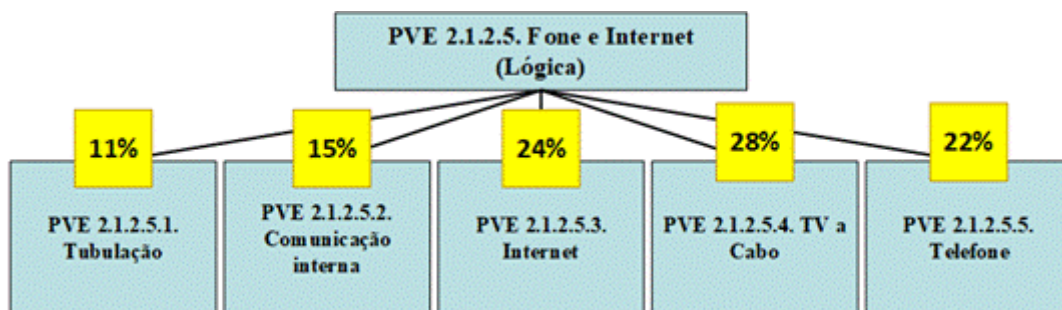 PVE 2.1.2.5. Fone e Internet
(Lógica)
11%
15%
24%
28%
22%
PVE 2.1.2.5.1.
Tubulação
PVE 2.1.2.5.2.
Comunicação
interna
PVE 2.1.2.5.3.
Internet
PVE 2.1.2.5.4. TV a
Cabo
PVE 2.1.2.5.5.
Telefone